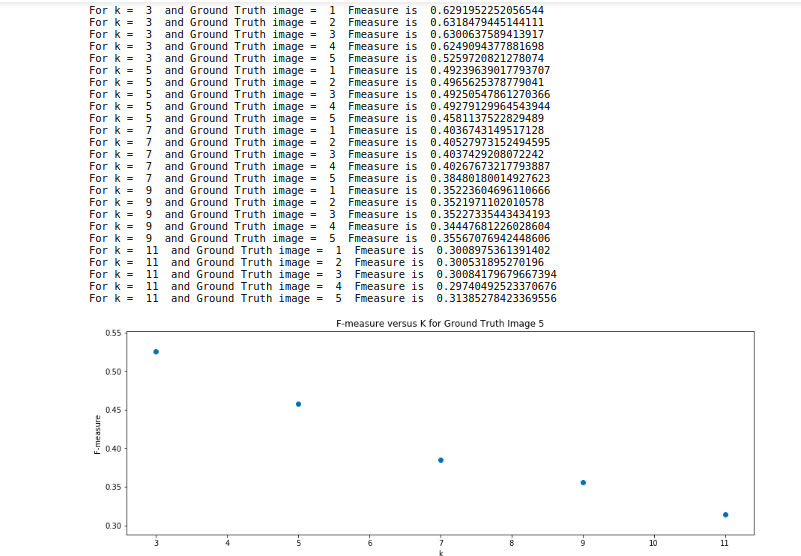 For k =  3  and Ground Truth image =  1  Fmeasure is  0.6291952252056544
For k =  3  and Ground Truth image =  2  Fmeasure is  0.6318479445144111
For k =  3  and Ground Truth image =  3  Fmeasure is  0.6300637589413917
For k =  3  and Ground Truth image =  4  Fmeasure is  0.6249094377881698
For k =  3  and Ground Truth image =  5  Fmeasure is  0.5259720821278074
For k =  5  and Ground Truth image =  1  Fmeasure is  0.49239639017793707
For k =  5  and Ground Truth image =  2  Fmeasure is  0.4965625378779041
For k =  5  and Ground Truth image =  3  Fmeasure is  0.49250547861270366
For k =  5  and Ground Truth image =  4  Fmeasure is  0.49279129964543944
For k =  5  and Ground Truth image =  5  Fmeasure is  0.4581137522829489
For k =  7  and Ground Truth image =  1  Fmeasure is  0.4036743149517128
For k =  7  and Ground Truth image =  2  Fmeasure is  0.40527973152494595
For k =  7  and Ground Truth image =  3  Fmeasure is  0.4037429208072242
For k =  7  and Ground Truth image =  4  Fmeasure is  0.40267673217793887
For k =  7  and Ground Truth image =  5  Fmeasure is  0.38480180014927623
For k =  9  and Ground Truth image =  1  Fmeasure is  0.35223604696110666
For k =  9  and Ground Truth image =  2  Fmeasure is  0.3521971102010578
For k =  9  and Ground Truth image =  3  Fmeasure is  0.35227335443434193
For k =  9  and Ground Truth image =  4  Fmeasure is  0.34447681226028604
For k =  9  and Ground Truth image =  5  Fmeasure is  0.35567076942448606
For k =  11  and Ground Truth image =  1  Fmeasure is  0.3008975361391402
For k =  11  and Ground Truth image =  2  Fmeasure is  0.300531895270196
For k =  11  and Ground Truth image =  3  Fmeasure is  0.30084179679667394
For k =  11  and Ground Truth image =  4  Fmeasure is  0.29740492523370676
For k =  11  and Ground Truth image =  5  Fmeasure is  0.31385278423369556
F-measure versus K for Ground Truth Image 5
0.55
0.50
0.45
0.40
0.35
0.30
F-measure
3 4 5 6 7 8 9 10 11
k